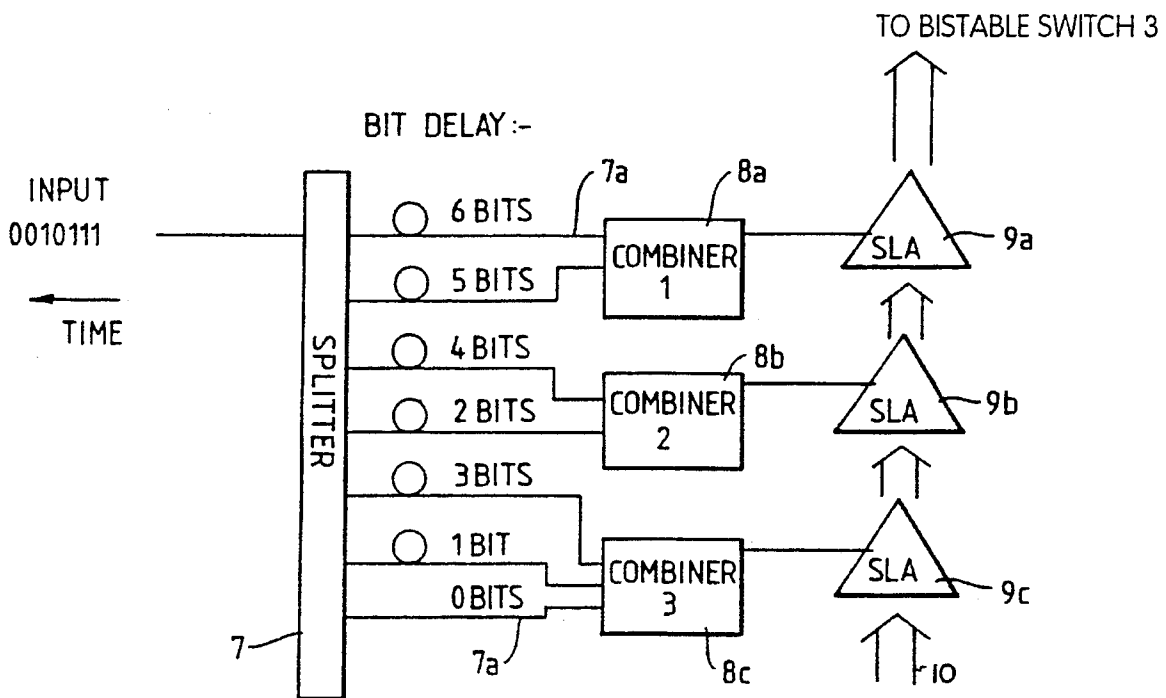 TO BISTABLE SWITCH 3
BIT DELAY:-
INPUT
0010111
TIME
SPLITTER
7
6 BITS
5 BITS
4 BITS
2 BITS
3 BITS
1 BIT
0 BITS
7a
7a
8a
COMBINER
1
8b
COMBINER
2
COMBINER
3
8c
SLA
9a
SLA
9b
SLA
9c
10